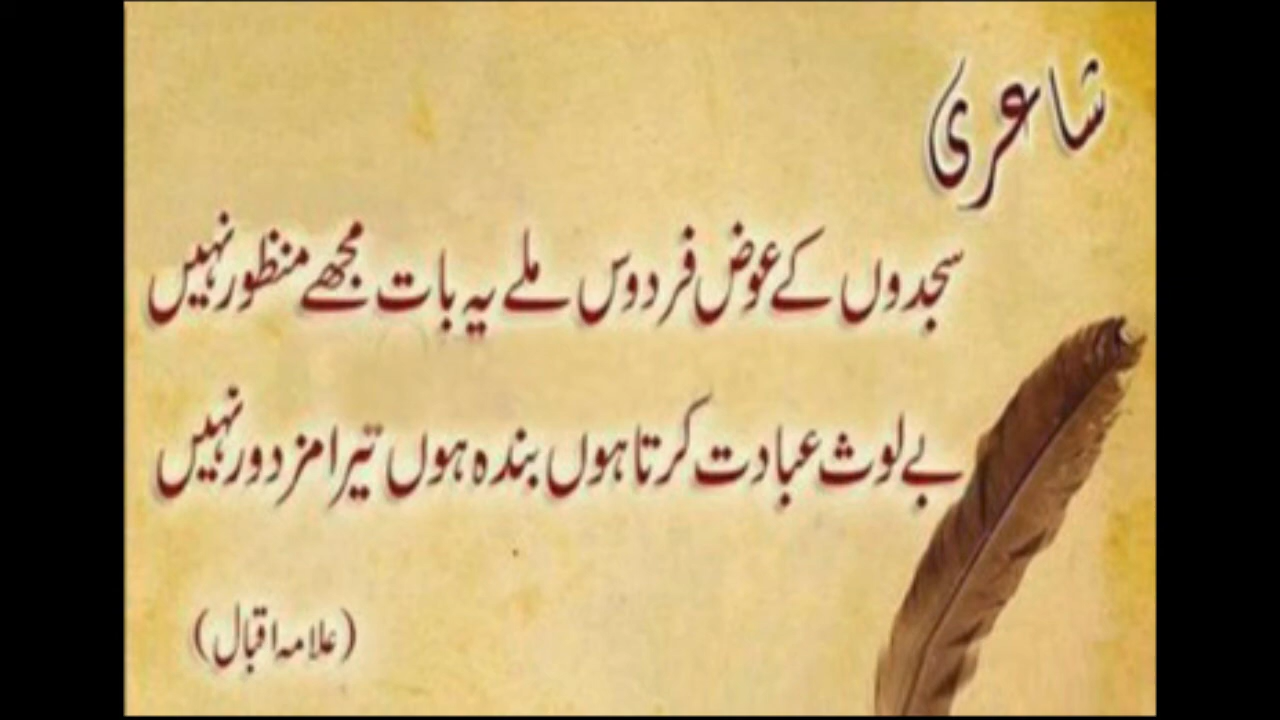 شاعری
سجدوں کے عوض فردوس ملے یہ بات مجھے منظور نہیں
بے لوث عبادت کرتا ہوں بندہ ہوں تیرا مزدور نہیں
(علامہ اقبال)